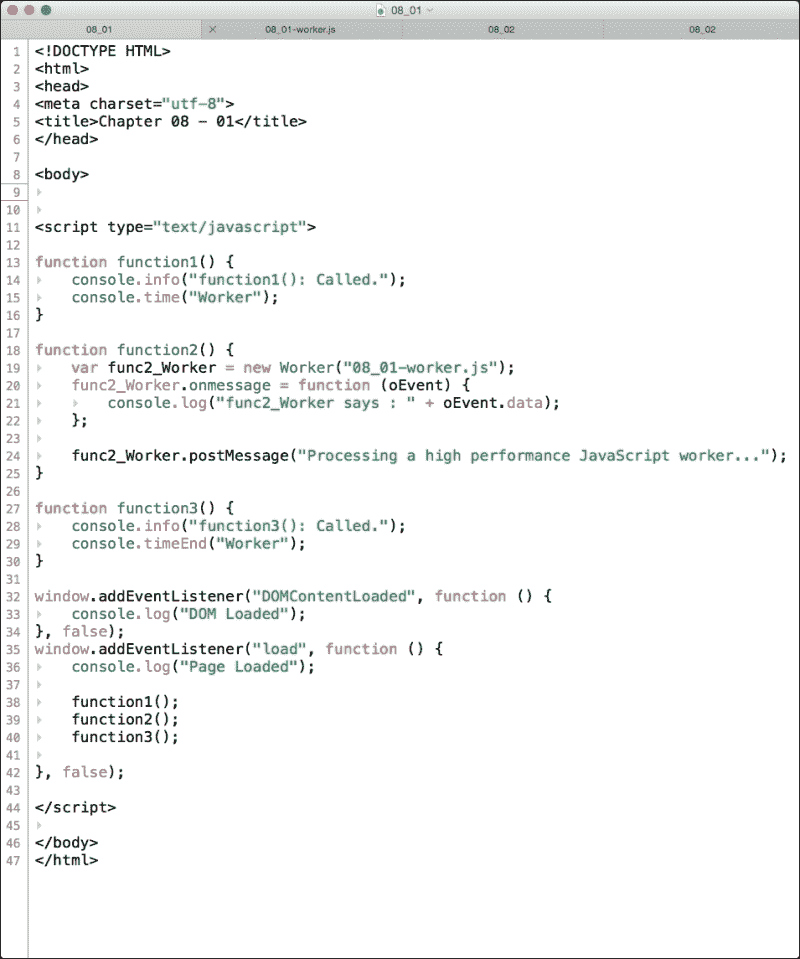 08_01
08_01 08_01-worker.js 08_02 08_02
1 <!DOCTYPE HTML>
2 <html>
3 <head>
4 <meta charset="utf-8">
5 <title>Chapter 08 - 01</title>
6 </head>
7
8 <body>
9
10
11 <script type="text/javascript">
12
13 function function1() {
14     console.info("function1(): Called.");
15     console.time("Worker");
16 }
17
18 function function2() {
19     var func2_Worker = new Worker("08_01-worker.js");
20     func2_Worker.onmessage = function (oEvent) {
21         console.log("func2_Worker says : " + oEvent.data);
22     };
23
24     func2_Worker.postMessage("Processing a high performance JavaScript worker...");
25 }
26
27 function function3() {
28     console.info("function3(): Called.");
29     console.timeEnd("Worker");
30 }
31
32 window.addEventListener("DOMContentLoaded", function () {
33     console.log("DOM Loaded");
34 }, false);
35 window.addEventListener("load", function () {
36     console.log("Page Loaded");
37
38     function1();
39     function2();
40     function3();
41
42 }, false);
43
44 </script>
45
46 </body>
47 </html>